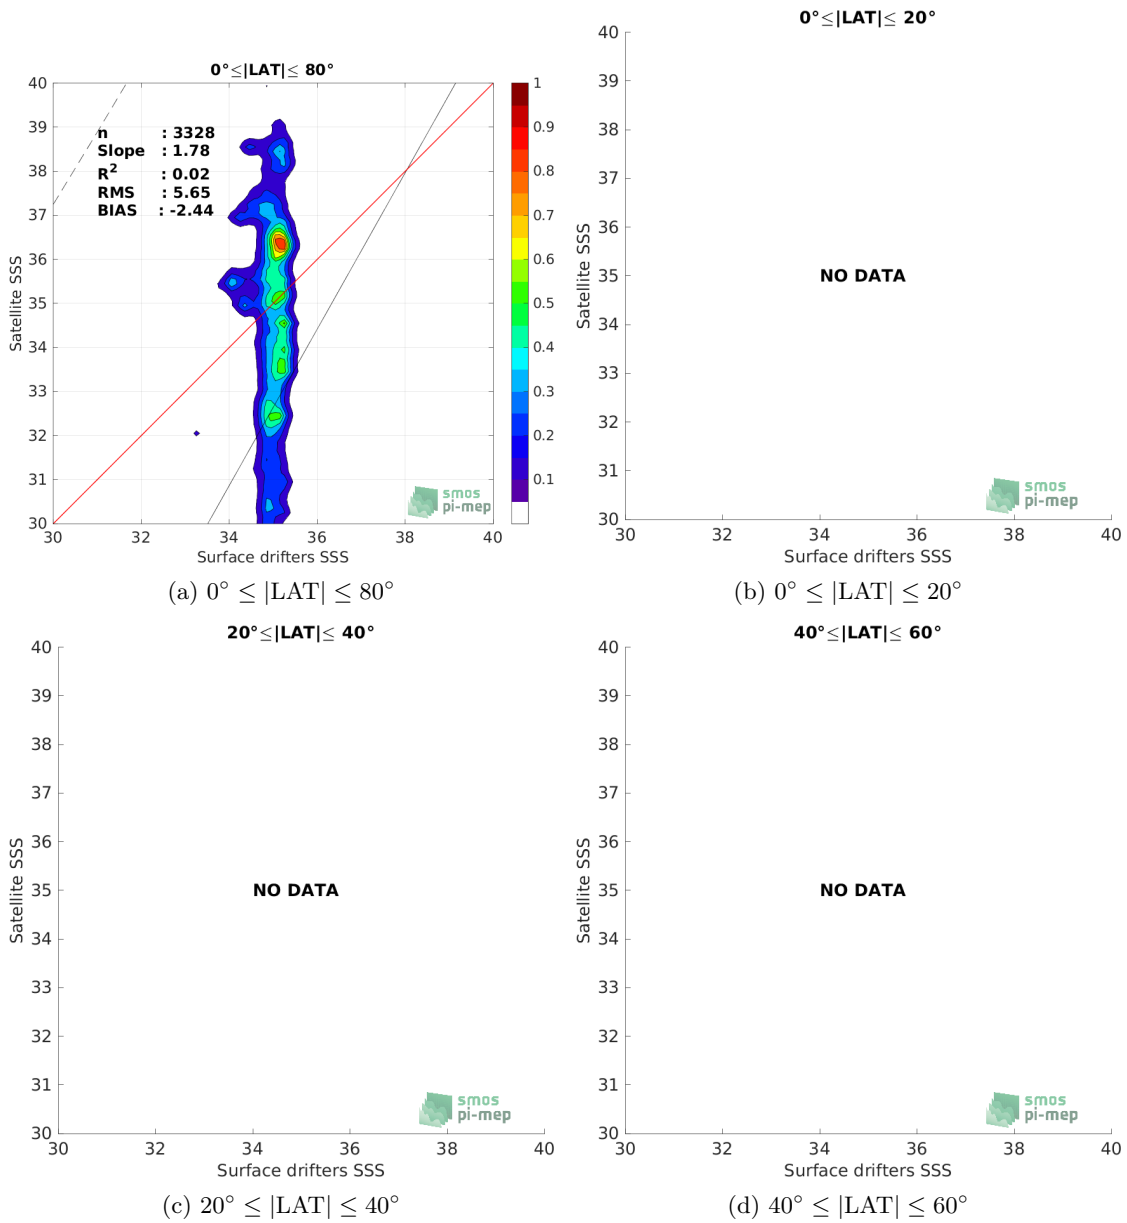 0°≤|LAT|≤ 80°
40
39
38
37
36
35
34
33
32
31
30
Satellite SSS
n : 3328
Slope : 1.78
R² : 0.02
RMS : 5.65
BIAS : -2.44
1
0.9
0.8
0.7
0.6
0.5
0.4
0.3
0.2
0.1
smos
pi-mep
30 32 34 36 38 40
Surface drifters SSS
(a) 0° ≤ |LAT| ≤ 80°
0°≤|LAT|≤ 20°
40
39
38
37
36
35
34
33
32
31
30
Satellite SSS
NO DATA
smos
pi-mep
30 32 34 36 38 40
Surface drifters SSS
(b) 0° ≤ |LAT| ≤ 20°
20°≤|LAT|≤ 40°
40
39
38
37
36
35
34
33
32
31
30
Satellite SSS
NO DATA
smos
pi-mep
30 32 34 36 38 40
Surface drifters SSS
(c) 20° ≤ |LAT| ≤ 40°
40°≤|LAT|≤ 60°
40
39
38
37
36
35
34
33
32
31
30
Satellite SSS
NO DATA
smos
pi-mep
30 32 34 36 38 40
Surface drifters SSS
(d) 40° ≤ |LAT| ≤ 60°